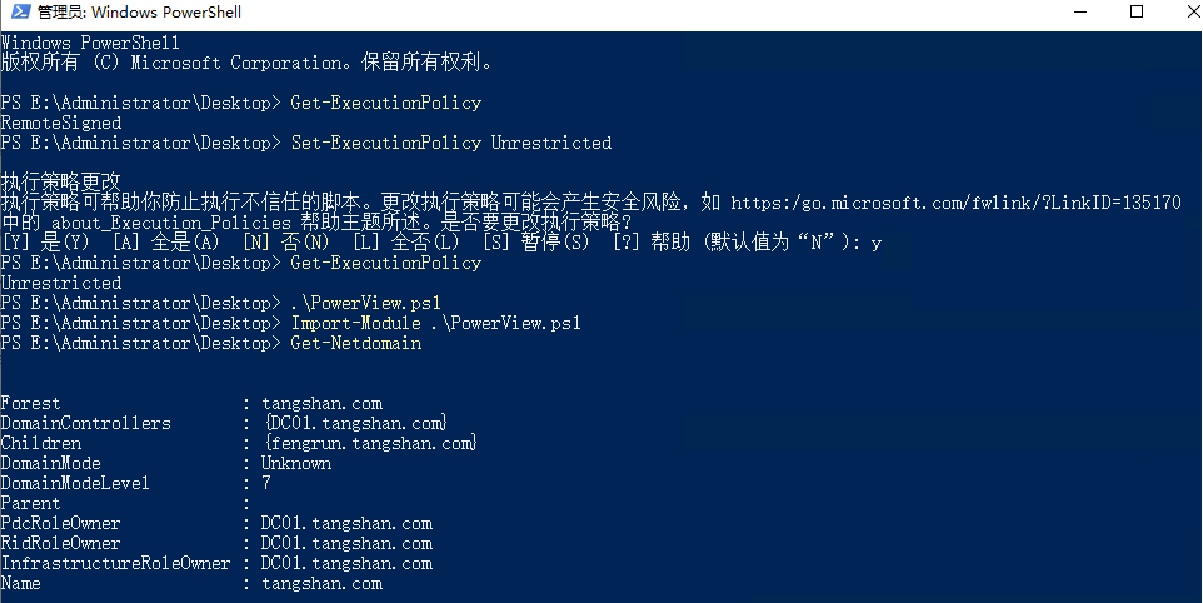 管理员: Windows PowerShell
Windows PowerShell
版权所有 (C) Microsoft Corporation。保留所有权利。
PS E:\Administrator\Desktop> Get-ExecutionPolicy
RemoteSigned
PS E:\Administrator\Desktop> Set-ExecutionPolicy Unrestricted
执行策略更改
执行策略可帮助你防止执行不信任的脚本。更改执行策略可能会产生安全风险，如 https:/go.microsoft.com/fwlink/?LinkID=135170
中的 about_Execution_Policies 帮助主题所述。是否要更改执行策略?
[Y] 是(Y)  [A] 全是(A)  [N] 否(N)  [L] 全否(L)  [S] 暂停(S)  [?] 帮助 (默认值为“N”): y
PS E:\Administrator\Desktop> Get-ExecutionPolicy
Unrestricted
PS E:\Administrator\Desktop> .\PowerView.ps1
PS E:\Administrator\Desktop> Import-Module .\PowerView.ps1
PS E:\Administrator\Desktop> Get-Netdomain
Forest                  : tangshan.com
DomainControllers       : {DC01.tangshan.com}
Children                : {fengrun.tangshan.com}
DomainMode              : Unknown
DomainModeLevel         : 7
Parent                  :
PdcRoleOwner            : DC01.tangshan.com
RidRoleOwner            : DC01.tangshan.com
InfrastructureRoleOwner : DC01.tangshan.com
Name                    : tangshan.com